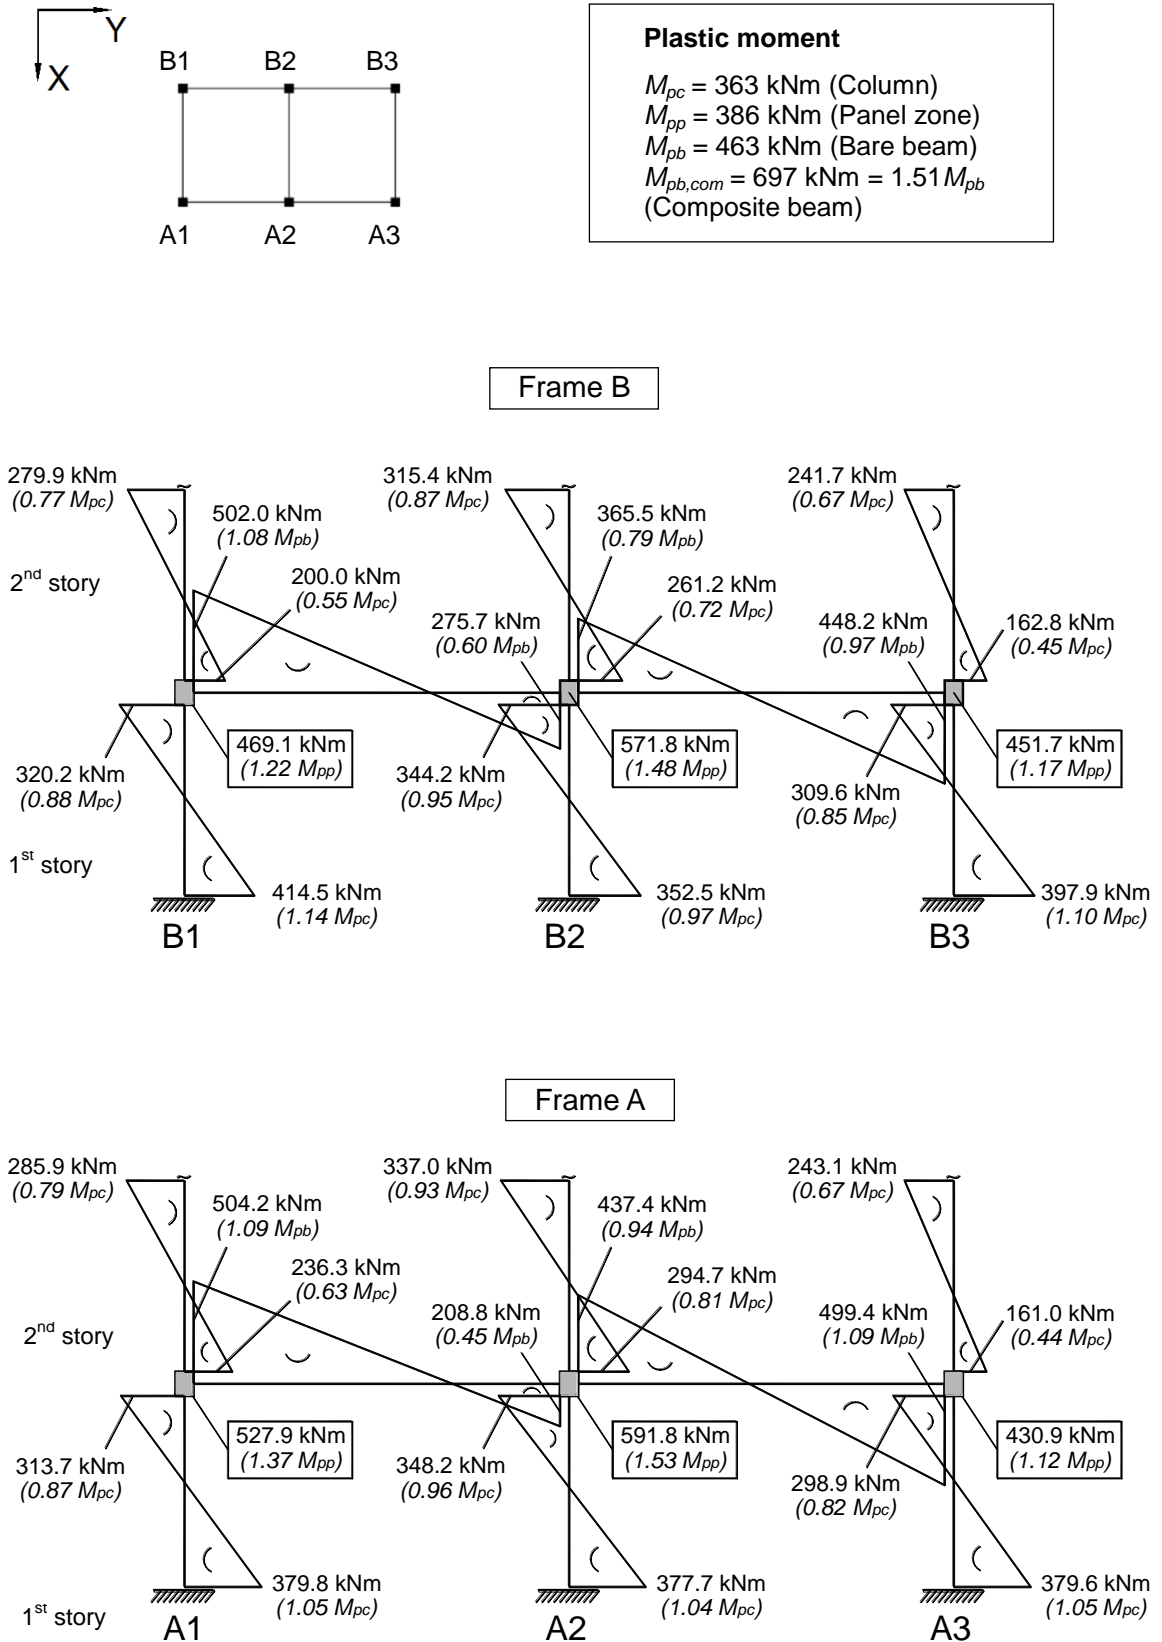 Y
X
B1 B2 B3
A1 A2 A3
Plastic moment
Mpc = 363 kNm (Column)
Mpp = 386 kNm (Panel zone)
Mpb = 463 kNm (Bare beam)
Mpb,com = 697 kNm = 1.51Mpb
(Composite beam)
Frame B
279.9 kNm
(0.77 Mpc)
502.0 kNm
(1.08 Mpb)
200.0 kNm
(0.55 Mpc)
315.4 kNm
(0.87 Mpc)
365.5 kNm
(0.79 Mpb)
261.2 kNm
(0.72 Mpc)
275.7 kNm
(0.60 Mpb)
241.7 kNm
(0.67 Mpc)
448.2 kNm
(0.97 Mpb)
162.8 kNm
(0.45 Mpc)
2nd story
320.2 kNm
(0.88 Mpc)
469.1 kNm
(1.22 Mpp)
344.2 kNm
(0.95 Mpc)
571.8 kNm
(1.48 Mpp)
309.6 kNm
(0.85 Mpc)
451.7 kNm
(1.17 Mpp)
1st story
414.5 kNm
(1.14 Mpc)
352.5 kNm
(0.97 Mpc)
397.9 kNm
(1.10 Mpc)
B1 B2 B3
Frame A
285.9 kNm
(0.79 Mpc)
504.2 kNm
(1.09 Mpb)
236.3 kNm
(0.63 Mpc)
337.0 kNm
(0.93 Mpc)
437.4 kNm
(0.94 Mpb)
294.7 kNm
(0.81 Mpc)
208.8 kNm
(0.45 Mpb)
243.1 kNm
(0.67 Mpc)
499.4 kNm
(1.09 Mpb)
161.0 kNm
(0.44 Mpc)
2nd story
313.7 kNm
(0.87 Mpc)
527.9 kNm
(1.37 Mpp)
348.2 kNm
(0.96 Mpc)
591.8 kNm
(1.53 Mpp)
298.9 kNm
(0.82 Mpc)
430.9 kNm
(1.12 Mpp)
379.8 kNm
(1.05 Mpc)
377.7 kNm
(1.04 Mpc)
379.6 kNm
(1.05 Mpc)
1st story
A1 A2 A3